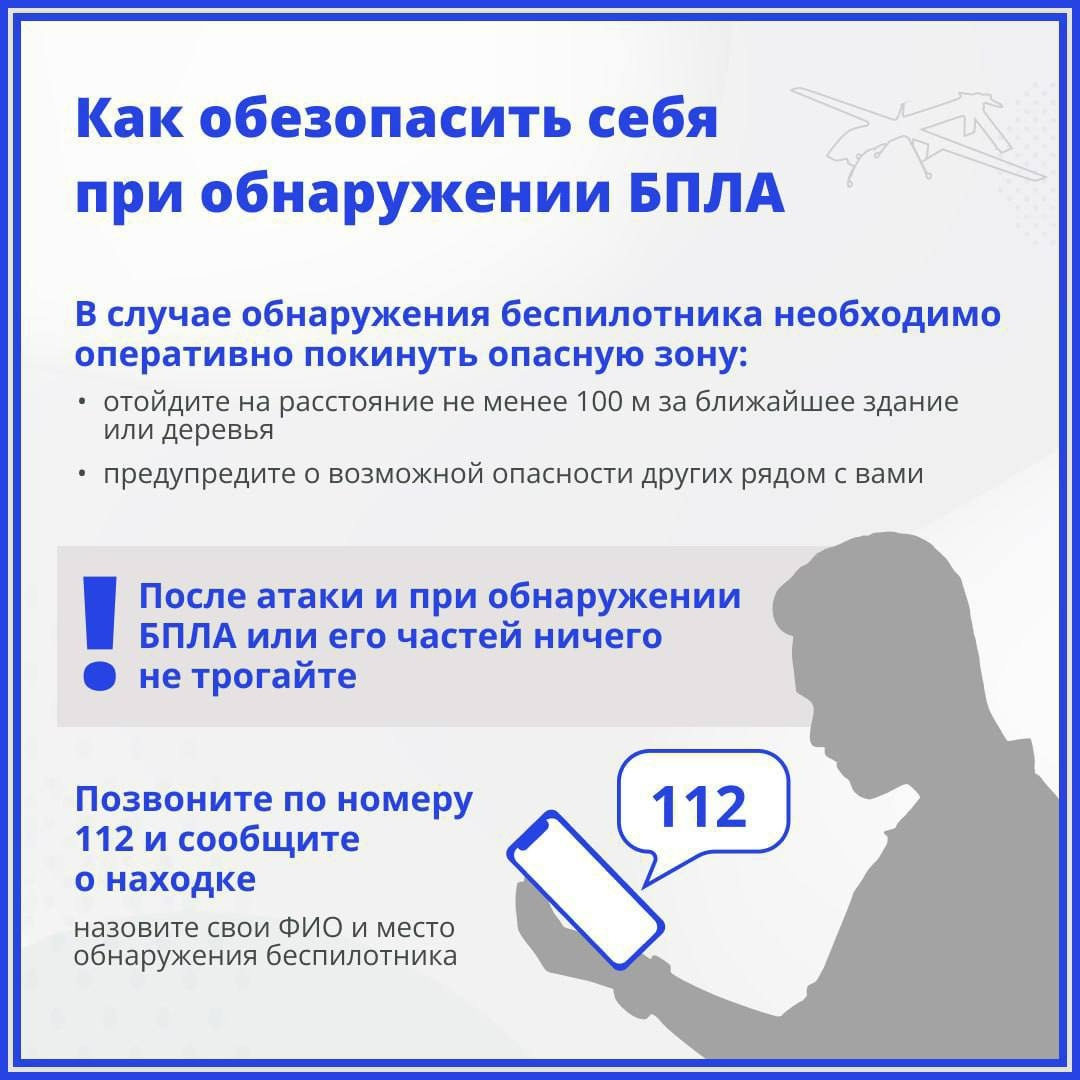 Как обезопасить себя
при обнаружении БПЛА
В случае обнаружения беспилотника необходимо
оперативно покинуть опасную зону:
• отойдите на расстояние не менее 100 м за ближайшее здание
или деревья
• предупредите о возможной опасности других рядом с вами
! После атаки и при обнаружении
БПЛА или его частей ничего
не трогайте
Позвоните по номеру
112 и сообщите
о находке
назовите свои ФИО и место
обнаружения беспилотника
112